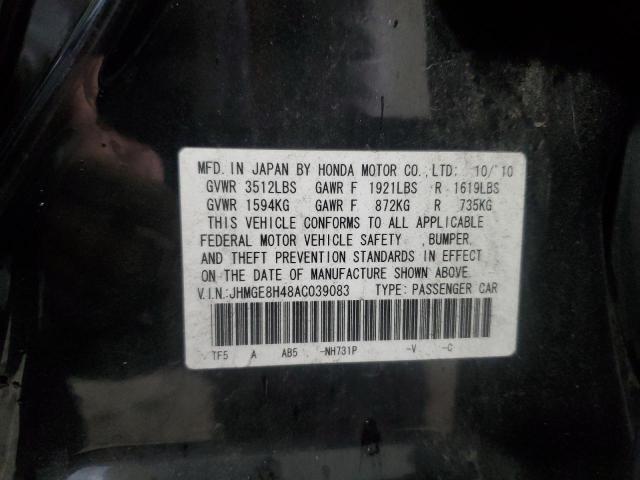 MFD. IN JAPAN BY HONDA MOTOR CO., LTD. 10/'10
GVWR 3512LBS GAWR F 1921LBS R 1619LBS
GVWR 1594KG GAWR F 872KG R 735KG
THIS VEHICLE CONFORMS TO ALL APPLICABLE
FEDERAL MOTOR VEHICLE SAFETY ,BUMPER,
AND THEFT PREVENTION STANDARDS IN EFFECT
ON THE DATE OF MANUFACTURE SHOWN ABOVE.
V.I.N.:JHMGE8H48AC039083 TYPE: PASSENGER CAR
TF5 A AB5 -NH731P -V -C